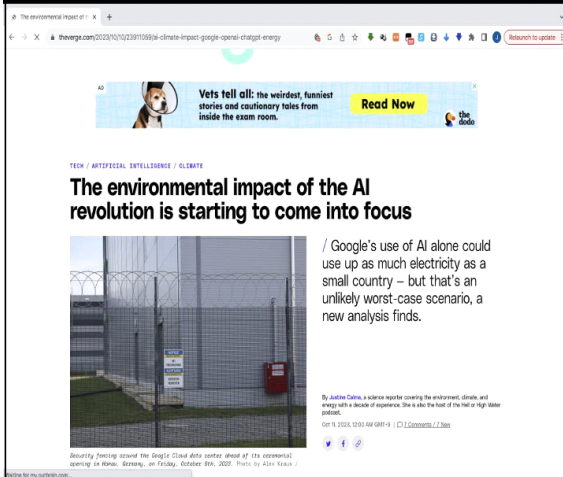 The environmental impact of t
theverge.com/2023/10/10/23911059/ai-climate-impact-google-openai-chatgpt-energy
Relaunch to update
AD
Vets tell all: the weirdest, funniest
stories and cautionary tales from
inside the exam room.
Read Now
the
dodo
TECH / ARTIFICIAL INTELLIGENCE / CLIMATE
The environmental impact of the AI
revolution is starting to come into focus
/ Google's use of AI alone could
use up as much electricity as a
small country — but that's an
unlikely worst-case scenario, a
new analysis finds.
By Justine Calma, a science reporter covering the environment, climate, and
energy with a decade of experience. She is also the host of the Hell or High Water
podcast.
Oct 11, 2023, 12:00 AM GMT+9 | 7 Comments / 7 New
Security fencing around the Google Cloud data center ahead of its ceremonial
opening in Hanau, Germany, on Friday, October 6th, 2023. Photo by Alex Kraus /
Waiting for my.outbrain.com...